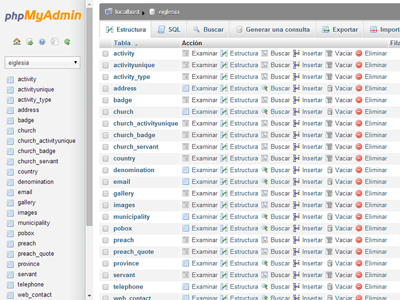 phpMyAdmin
eiglesia
activity
activityunique
activity_type
address
badge
church
church_activityunique
church_badge
church_servant
country
denomination
email
gallery
images
municipality
pobox
preach
preach_quote
province
servant
telephone
web_contact
localhost eiglesia
Estructura SQL Buscar Generar una consulta Exportar Import
Tabla Acción Fila
activity Examinar Estructura Buscar Insertar Vaciar Eliminar
activityunique Examinar Estructura Buscar Insertar Vaciar Eliminar
activity_type Examinar Estructura Buscar Insertar Vaciar Eliminar
address Examinar Estructura Buscar Insertar Vaciar Eliminar
badge Examinar Estructura Buscar Insertar Vaciar Eliminar
church Examinar Estructura Buscar Insertar Vaciar Eliminar
church_activityunique Examinar Estructura Buscar Insertar Vaciar Eliminar
church_badge Examinar Estructura Buscar Insertar Vaciar Eliminar
church_servant Examinar Estructura Buscar Insertar Vaciar Eliminar
country Examinar Estructura Buscar Insertar Vaciar Eliminar
denomination Examinar Estructura Buscar Insertar Vaciar Eliminar
email Examinar Estructura Buscar Insertar Vaciar Eliminar
gallery Examinar Estructura Buscar Insertar Vaciar Eliminar
images Examinar Estructura Buscar Insertar Vaciar Eliminar
municipality Examinar Estructura Buscar Insertar Vaciar Eliminar
pobox Examinar Estructura Buscar Insertar Vaciar Eliminar
preach Examinar Estructura Buscar Insertar Vaciar Eliminar
preach_quote Examinar Estructura Buscar Insertar Vaciar Eliminar
province Examinar Estructura Buscar Insertar Vaciar Eliminar
servant Examinar Estructura Buscar Insertar Vaciar Eliminar
telephone Examinar Estructura Buscar Insertar Vaciar Eliminar
web_contact Examinar Estructura Buscar Insertar Vaciar Eliminar